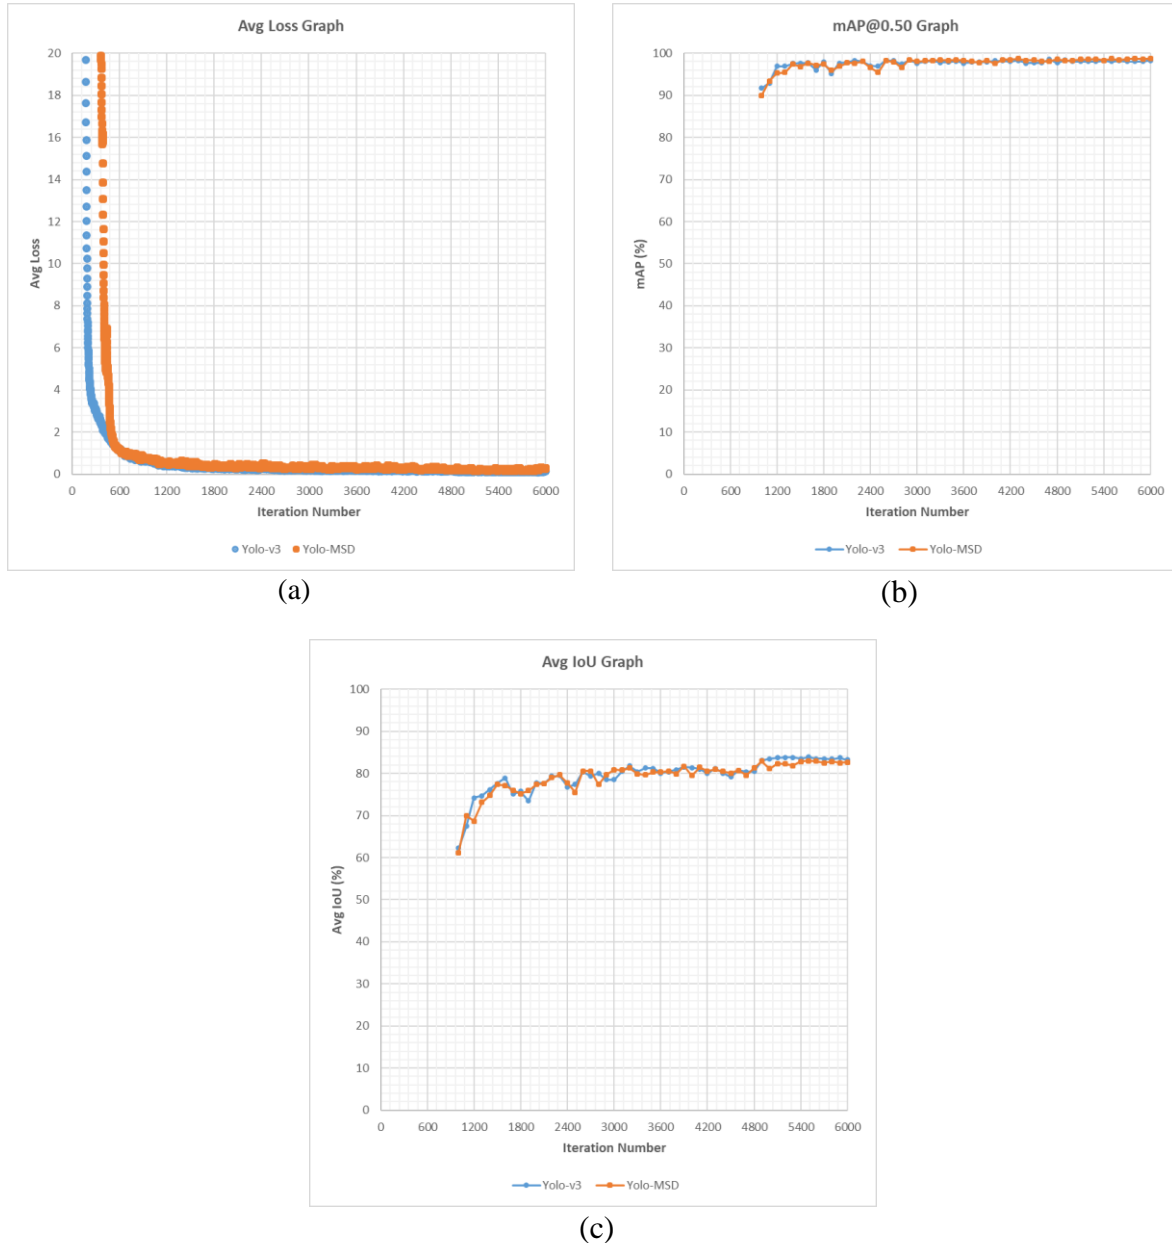 Avg Loss Graph
20
18
16
14
12
10
8
6
4
2
0
Avg Loss
0 600 1200 1800 2400 3000 3600 4200 4800 5400 6000
Iteration Number
Yolo-v3 Yolo-MSD
(a)
mAP@0.50 Graph
100
90
80
70
60
50
40
30
20
10
0
mAP (%)
0 600 1200 1800 2400 3000 3600 4200 4800 5400 6000
Iteration Number
Yolo-v3 Yolo-MSD
(b)
Avg IoU Graph
100
90
80
70
60
50
40
30
20
10
0
Avg IoU (%)
0 600 1200 1800 2400 3000 3600 4200 4800 5400 6000
Iteration Number
Yolo-v3 Yolo-MSD
(c)